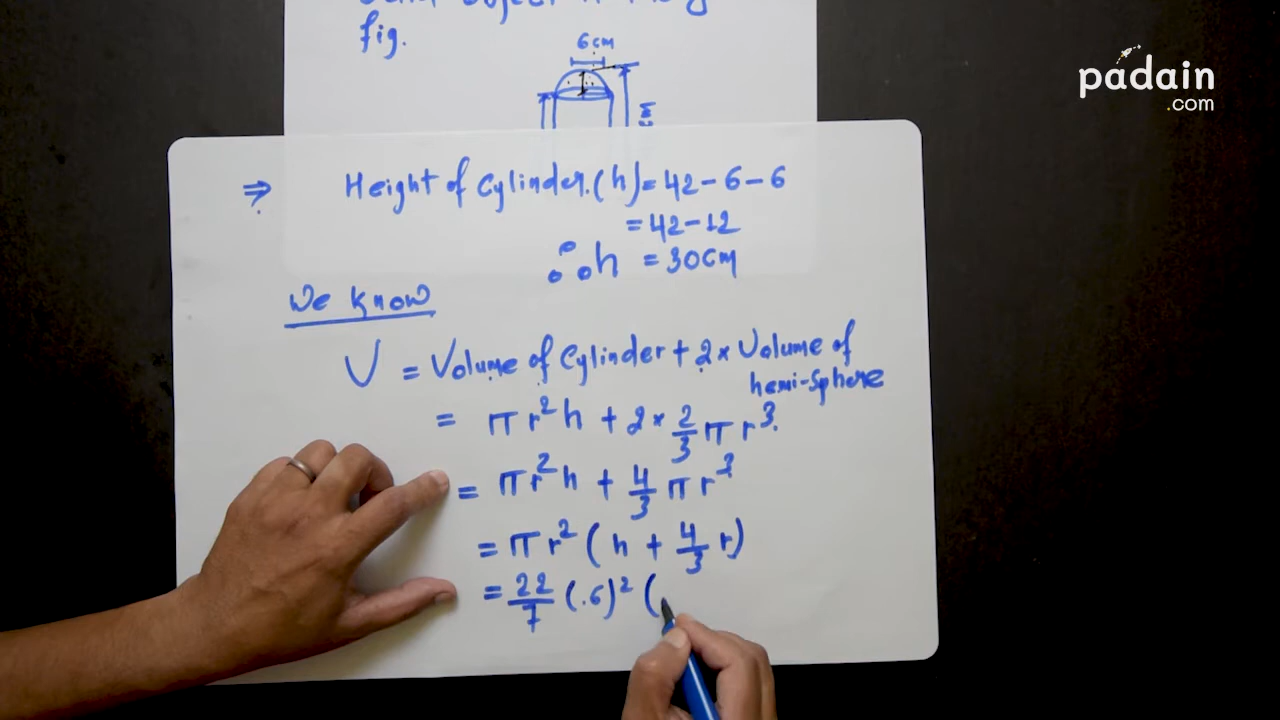 fig.
6cm
padain
.com
⇒ Height of Cylinder.(h)=42-6-6
=42-12
∴h =30cm
We know
V = Volume of Cylinder + 2 × Volume of
hemi-sphere
= πr²h + 2 × 2/3 πr³.
= πr²h + 4/3 πr³
= πr² (h + 4/3 r)
= 22/7 (.6)² (